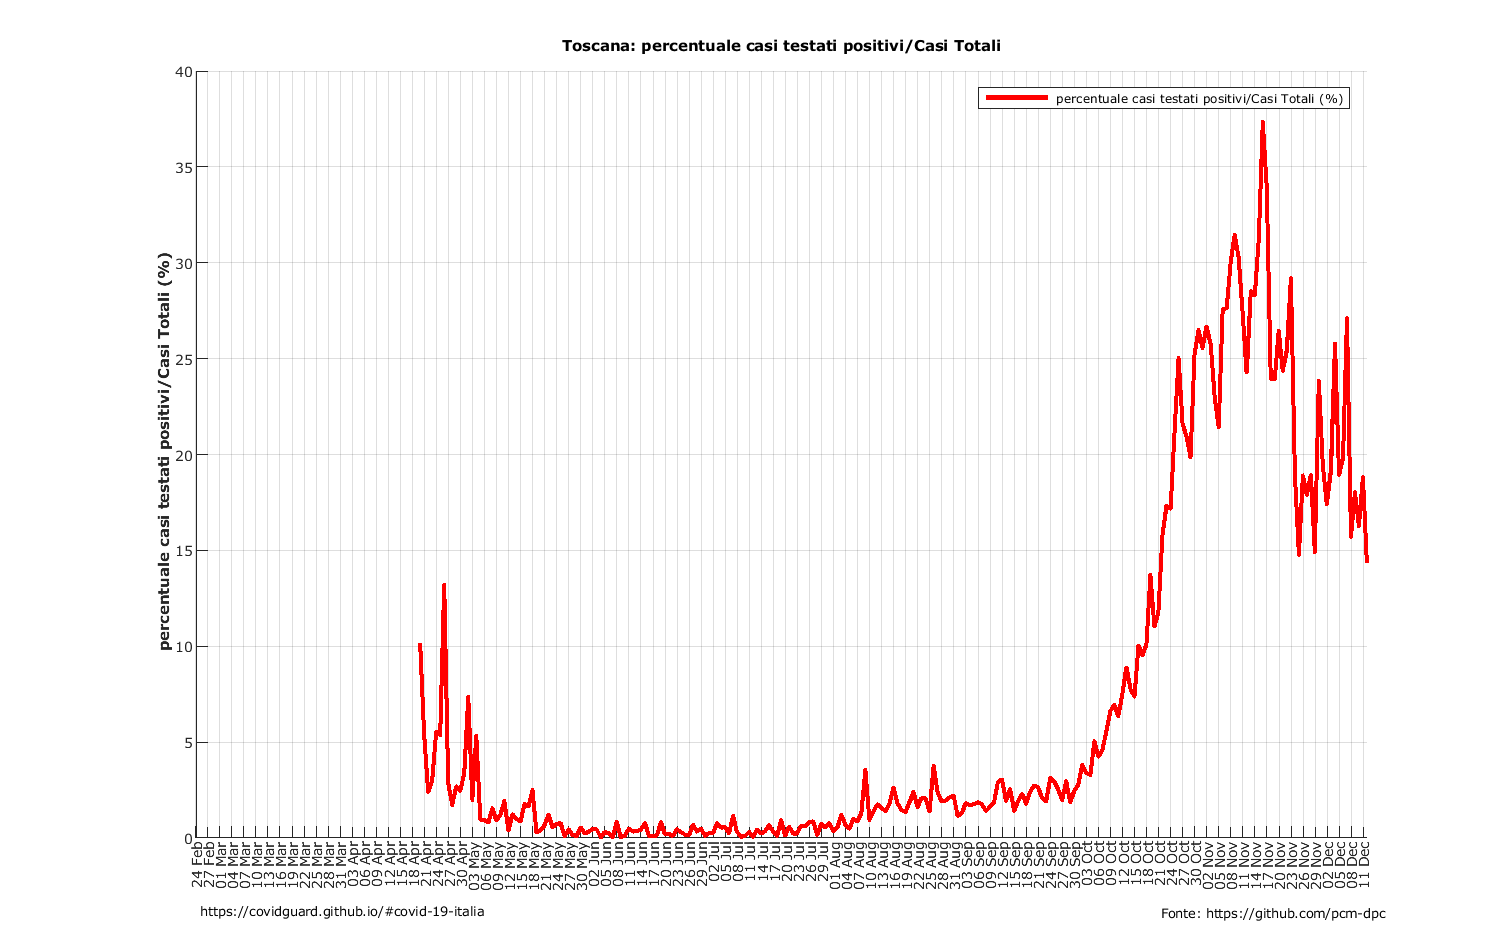 Toscana: percentuale casi testati positivi/Casi Totali
percentuale casi testati positivi/Casi Totali (%)
percentuale casi testati positivi/Casi Totali (%)
40
35
30
25
20
15
10
5
0
24 Feb
27 Feb
01 Mar
04 Mar
07 Mar
10 Mar
13 Mar
16 Mar
19 Mar
22 Mar
25 Mar
28 Mar
31 Mar
03 Apr
06 Apr
09 Apr
12 Apr
15 Apr
18 Apr
21 Apr
24 Apr
27 Apr
30 Apr
03 May
06 May
09 May
12 May
15 May
18 May
21 May
24 May
27 May
30 May
02 Jun
05 Jun
08 Jun
11 Jun
14 Jun
17 Jun
20 Jun
23 Jun
26 Jun
29 Jun
02 Jul
05 Jul
08 Jul
11 Jul
14 Jul
17 Jul
20 Jul
23 Jul
26 Jul
29 Jul
01 Aug
04 Aug
07 Aug
10 Aug
13 Aug
16 Aug
19 Aug
22 Aug
25 Aug
28 Aug
31 Aug
03 Sep
06 Sep
09 Sep
12 Sep
15 Sep
18 Sep
21 Sep
24 Sep
27 Sep
30 Sep
03 Oct
06 Oct
09 Oct
12 Oct
15 Oct
18 Oct
21 Oct
24 Oct
27 Oct
30 Oct
02 Nov
05 Nov
08 Nov
11 Nov
14 Nov
17 Nov
20 Nov
23 Nov
26 Nov
29 Nov
02 Dec
05 Dec
08 Dec
11 Dec
https://covidguard.github.io/#covid-19-italia
Fonte: https://github.com/pcm-dpc